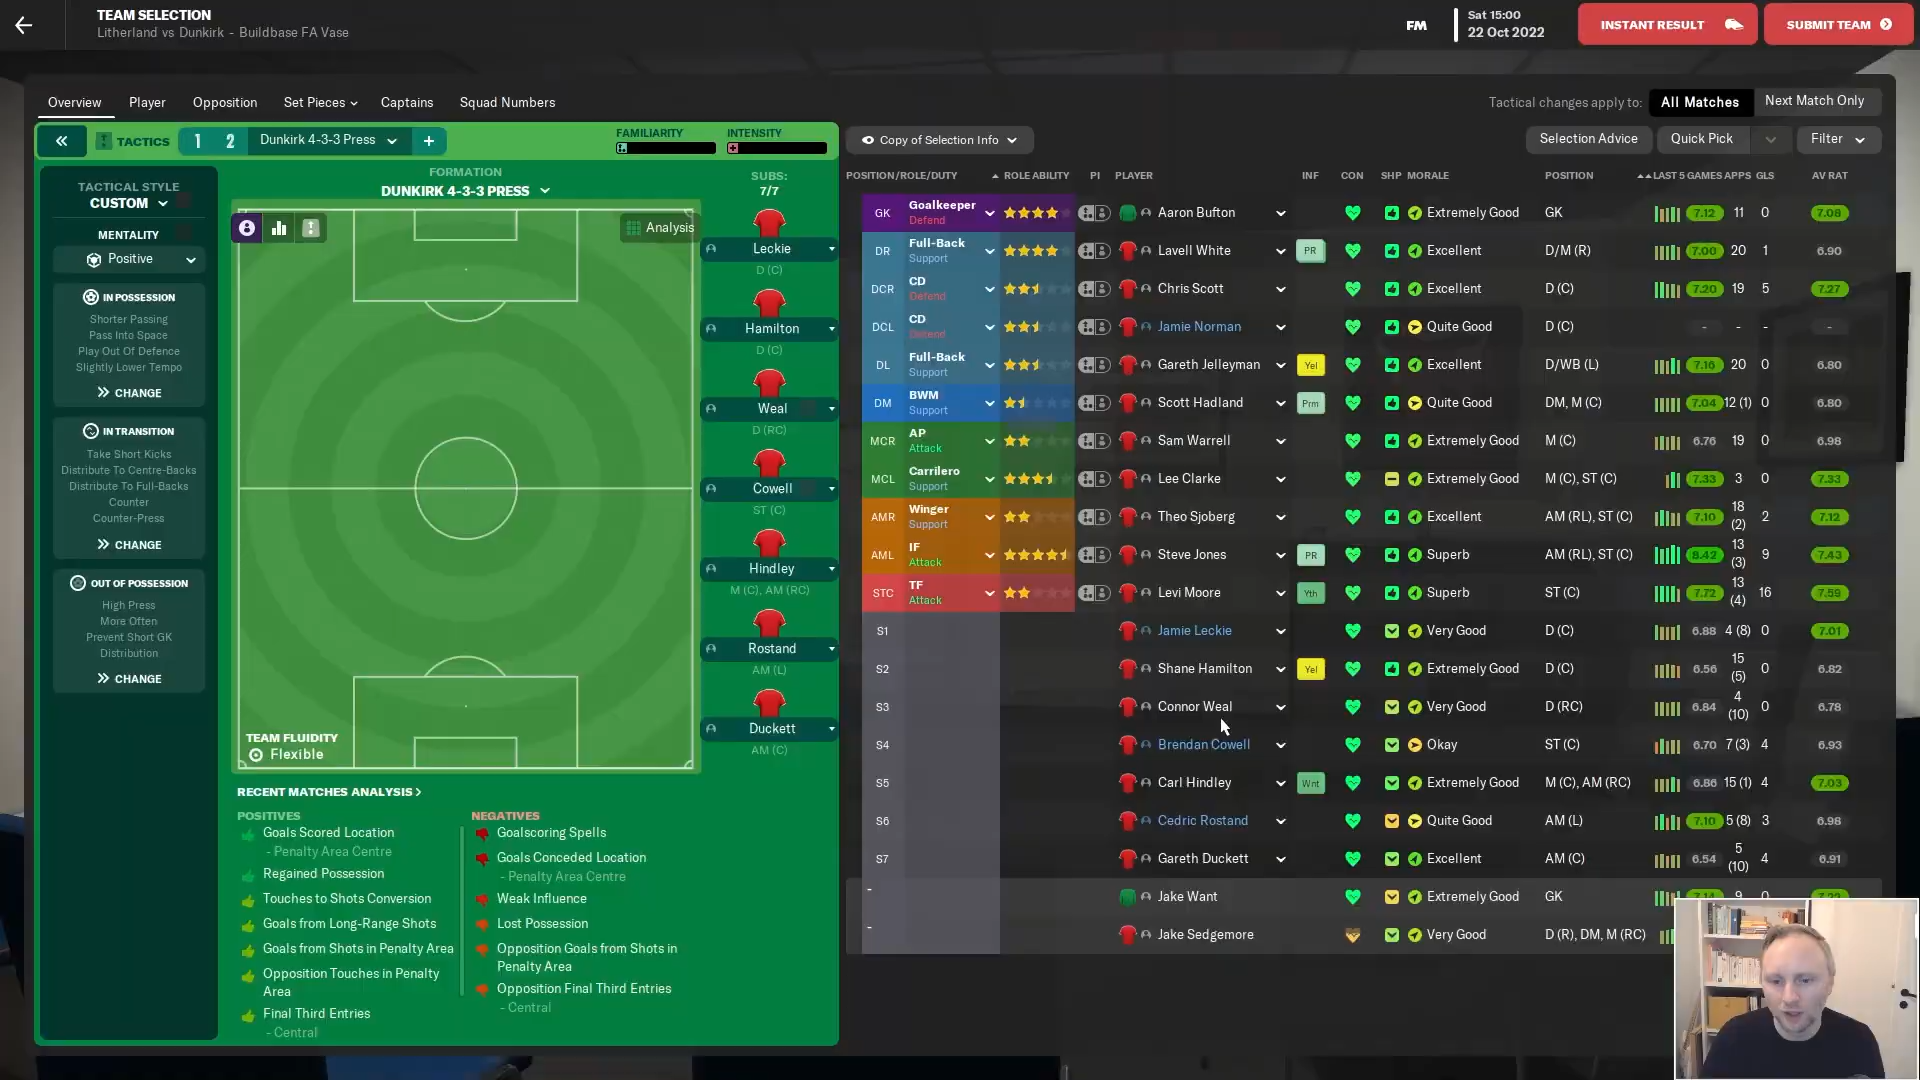 TEAM SELECTION
Litherland vs Dunkirk - Buildbase FA Vase
FM
Sat 15:00
22 Oct 2022
INSTANT RESULT
SUBMIT TEAM
Overview
Player
Opposition
Set Pieces
Captains
Squad Numbers
Tactical changes apply to:
All Matches
Next Match Only
TACTICS
1
2
Dunkirk 4-3-3 Press
+
FAMILIARITY
INTENSITY
Copy of Selection Info
Selection Advice
Quick Pick
Filter
TACTICAL STYLE
CUSTOM
MENTALITY
Positive
IN POSSESSION
Shorter Passing
Pass Into Space
Play Out Of Defence
Slightly Lower Tempo
CHANGE
IN TRANSITION
Take Short Kicks
Distribute To Centre-Backs
Distribute To Full-Backs
Counter
Counter-Press
CHANGE
OUT OF POSSESSION
High Press
More Often
Prevent Short GK
Distribution
CHANGE
FORMATION
DUNKIRK 4-3-3 PRESS
Analysis
TEAM FLUIDITY
Flexible
SUBS:
7/7
Leckie
D (C)
Hamilton
D (C)
Weal
D (RC)
Cowell
ST (C)
Hindley
M (C), AM (RC)
Rostand
AM (L)
Duckett
AM (C)
RECENT MATCHES ANALYSIS >
POSITIVES
Goals Scored Location
- Penalty Area Centre
Regained Possession
Touches to Shots Conversion
Goals from Long-Range Shots
Goals from Shots in Penalty Area
Opposition Touches in Penalty
Area
Final Third Entries
- Central
NEGATIVES
Goalscoring Spells
Goals Conceded Location
- Penalty Area Centre
Weak Influence
Lost Possession
Opposition Goals from Shots in
Penalty Area
Opposition Final Third Entries
- Central
POSITION/ROLE/DUTY ROLE ABILITY PI PLAYER INF CON SHP MORALE POSITION LAST 5 GAMES APPS GLS AV RAT
GK Goalkeeper Defend Aaron Bufton Extremely Good GK 7.12 11 0 7.08
DR Full-Back Support Lavell White PR Excellent D/M (R) 7.00 20 1 6.90
DCR CD Defend Chris Scott Excellent D (C) 7.20 19 5 7.27
DCL CD Defend Jamie Norman Quite Good D (C) - - - -
DL Full-Back Support Gareth Jelleyman Yel Excellent D/WB (L) 7.16 20 0 6.80
DM BWM Support Scott Hadland Prm Quite Good DM, M (C) 7.04 12 (1) 0 6.80
MCR AP Attack Sam Warrell Extremely Good M (C) 6.76 19 0 6.98
MCL Carrilero Support Lee Clarke Extremely Good M (C), ST (C) 7.33 3 0 7.33
AMR Winger Support Theo Sjoberg Excellent AM (RL), ST (C) 7.10 18 (2) 2 7.12
AML IF Attack Steve Jones PR Superb AM (RL), ST (C) 8.42 13 (3) 9 7.43
STC TF Attack Levi Moore Yth Superb ST (C) 7.72 13 (4) 16 7.59
S1 Jamie Leckie Very Good D (C) 6.88 4 (8) 0 7.01
S2 Shane Hamilton Yel Extremely Good D (C) 6.56 15 (5) 0 6.82
S3 Connor Weal Very Good D (RC) 6.84 4 (10) 0 6.78
S4 Brendan Cowell Okay ST (C) 6.70 7 (3) 4 6.93
S5 Carl Hindley Wnt Extremely Good M (C), AM (RC) 6.86 15 (1) 4 7.03
S6 Cedric Rostand Quite Good AM (L) 7.10 5 (8) 3 6.98
S7 Gareth Duckett Excellent AM (C) 6.54 5 (10) 4 6.91
- Jake Want Extremely Good GK
- Jake Sedgemore Very Good D (R), DM, M (RC)